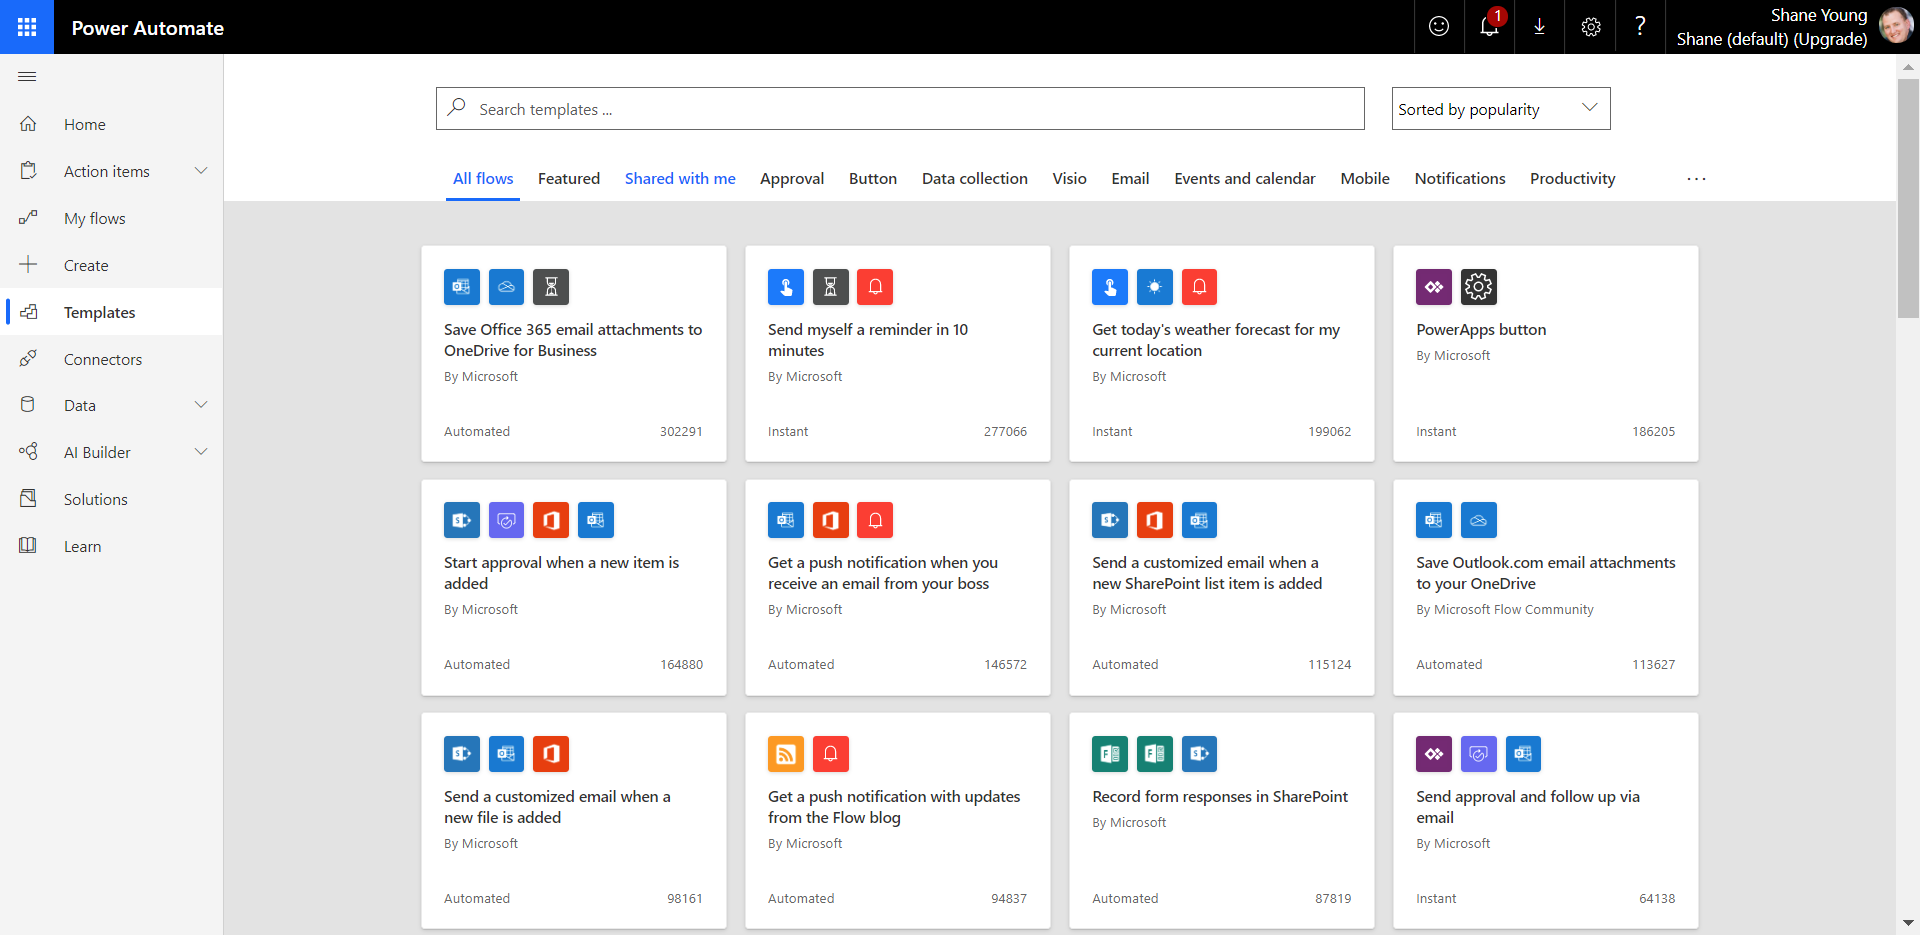 Power Automate
1
?
Shane Young
Shane (default) (Upgrade)
Home
Action items
My flows
Create
Templates
Connectors
Data
AI Builder
Solutions
Learn
Search templates ...
Sorted by popularity
All flows
Featured
Shared with me
Approval
Button
Data collection
Visio
Email
Events and calendar
Mobile
Notifications
Productivity
...
Save Office 365 email attachments to
OneDrive for Business
By Microsoft
Automated
302291
Send myself a reminder in 10
minutes
By Microsoft
Instant
277066
Get today's weather forecast for my
current location
By Microsoft
Instant
199062
PowerApps button
By Microsoft
Instant
186205
Start approval when a new item is
added
By Microsoft
Automated
164880
Get a push notification when you
receive an email from your boss
By Microsoft
Automated
146572
Send a customized email when a
new SharePoint list item is added
By Microsoft
Automated
115124
Save Outlook.com email attachments
to your OneDrive
By Microsoft Flow Community
Automated
113627
Send a customized email when a
new file is added
By Microsoft
Automated
98161
Get a push notification with updates
from the Flow blog
By Microsoft
Automated
94837
Record form responses in SharePoint
By Microsoft
Automated
87819
Send approval and follow up via
email
By Microsoft
Instant
64138